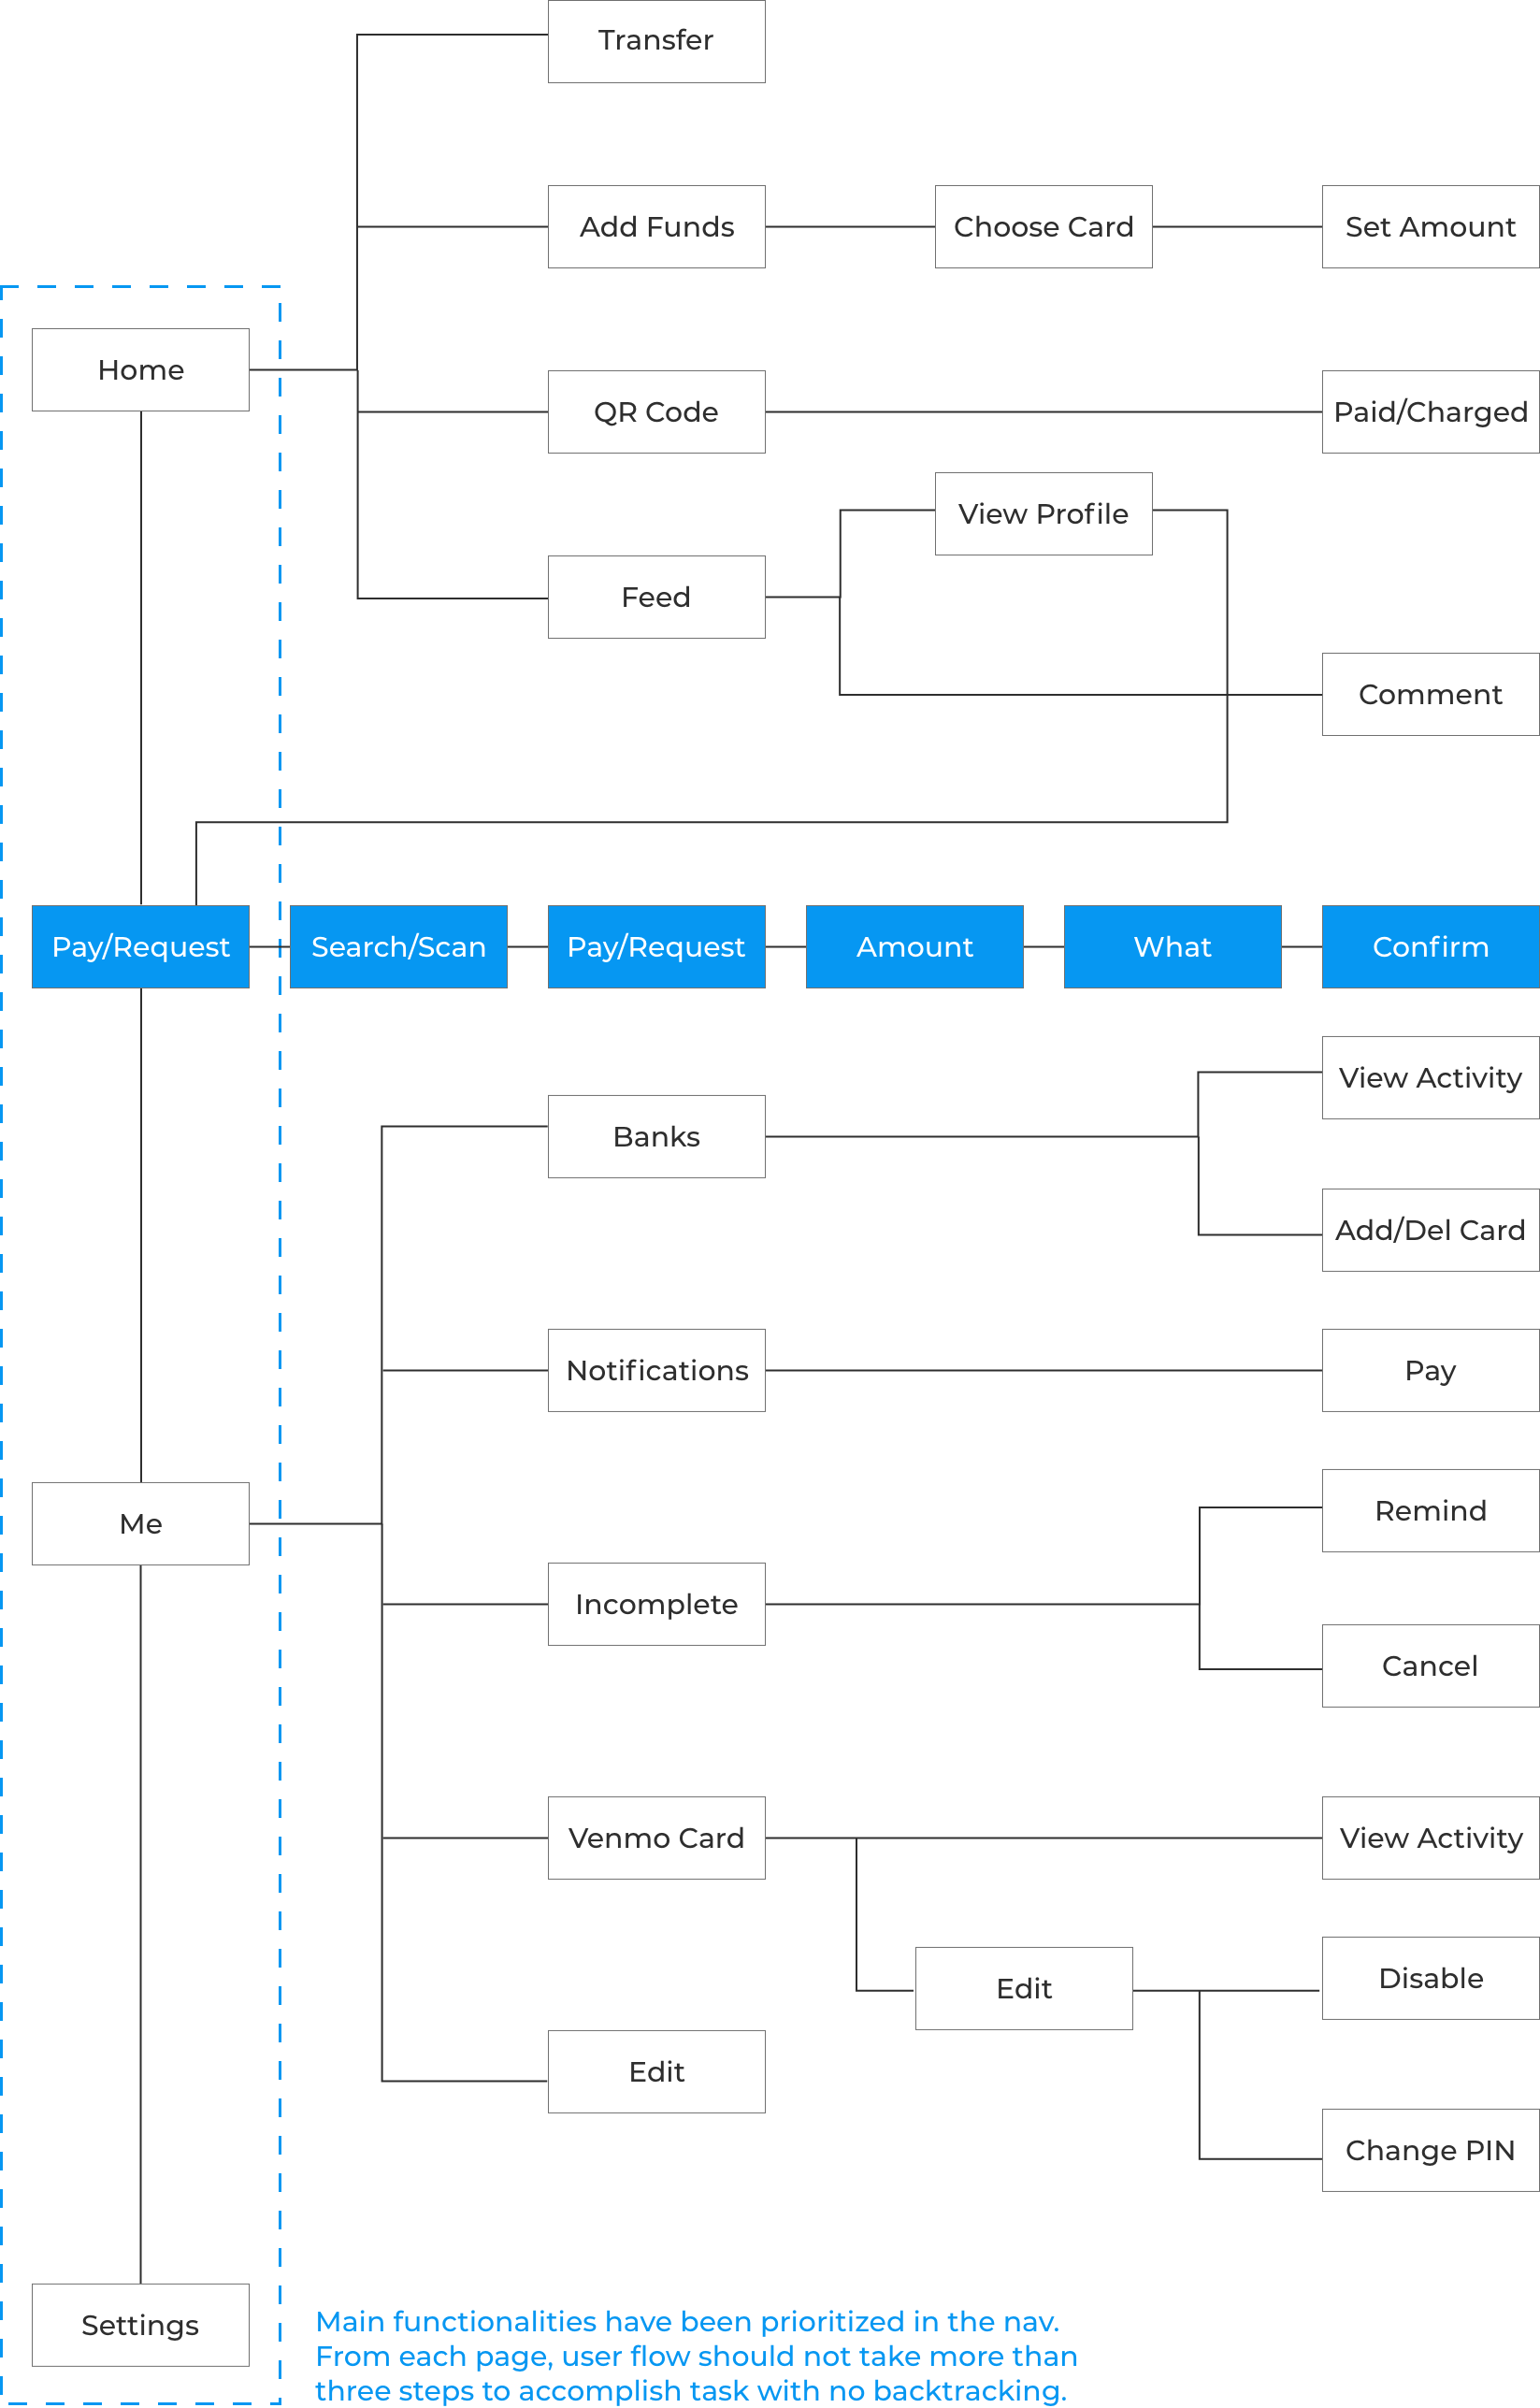 Transfer
Add Funds
Choose Card
Set Amount
Home
QR Code
Paid/Charged
View Profile
Feed
Comment
Pay/Request
Search/Scan
Pay/Request
Amount
What
Confirm
View Activity
Banks
Add/Del Card
Notifications
Pay
Remind
Me
Incomplete
Cancel
Venmo Card
View Activity
Disable
Edit
Edit
Change PIN
Settings
Main functionalities have been prioritized in the nav.
From each page, user flow should not take more than
three steps to accomplish task with no backtracking.